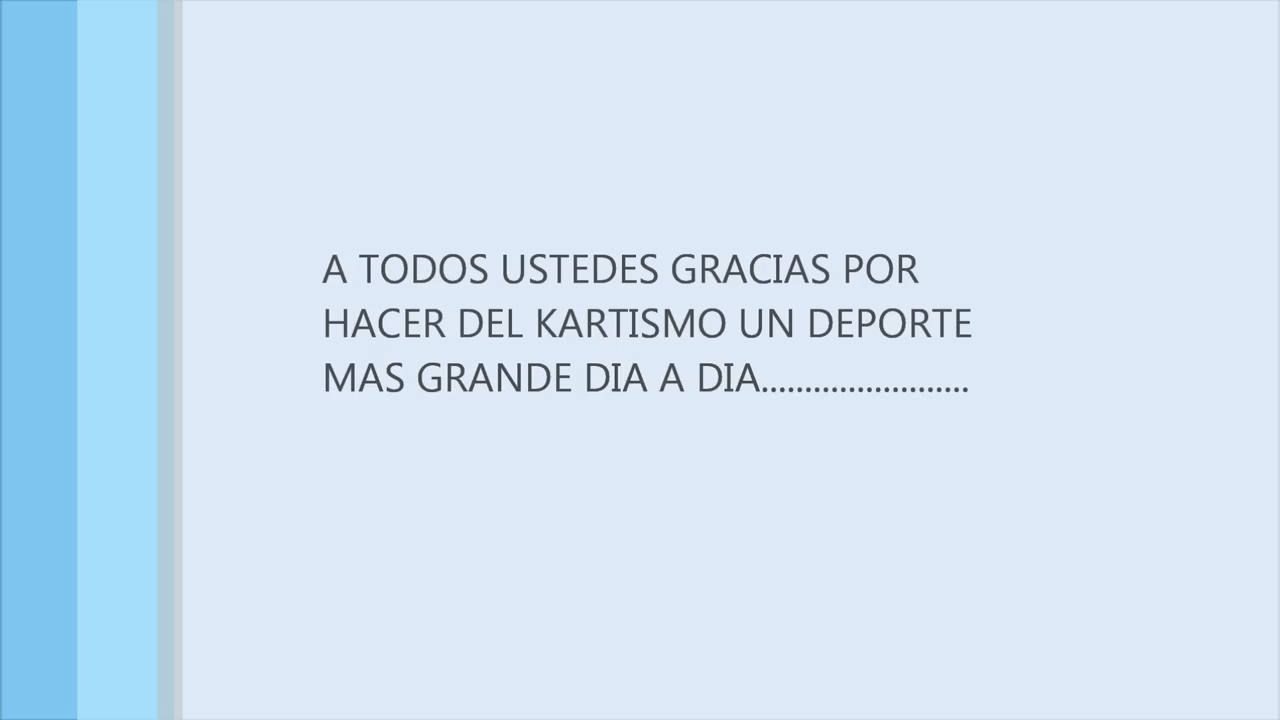 A TODOS USTEDES GRACIAS POR
HACER DEL KARTISMO UN DEPORTE
MAS GRANDE DIA A DIA........................